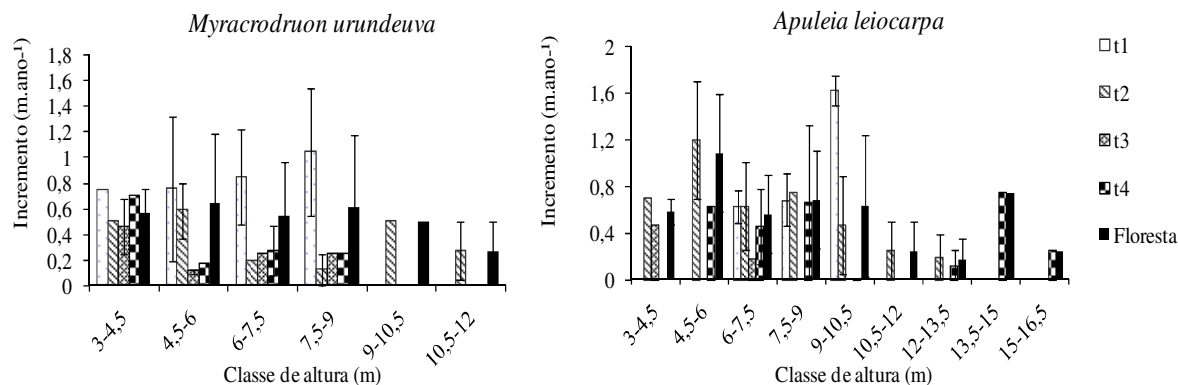 Myracrodruon urundeuva
Incremento (m.ano-¹)
1,8
1,6
1,4
1,2
1
0,8
0,6
0,4
0,2
0
3-4,5
4,5-6
6-7,5
7,5-9
9-10,5
10,5-12
Classe de altura (m)
Apuleia leiocarpa
Incremento (m.ano-¹)
2
1,6
1,2
0,8
0,4
0
3-4,5
4,5-6
6-7,5
7,5-9
9-10,5
10,5-12
12-13,5
13,5-15
15-16,5
Classe de altura (m)
t1
t2
t3
t4
Floresta